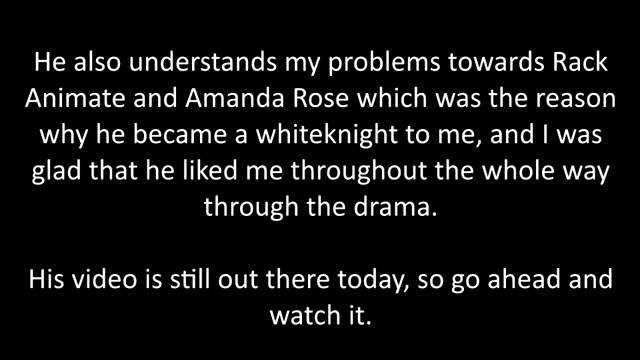 He also understands my problems towards Rack
Animate and Amanda Rose which was the reason
why he became a whiteknight to me, and I was
glad that he liked me throughout the whole way
through the drama.
His video is still out there today, so go ahead and
watch it.